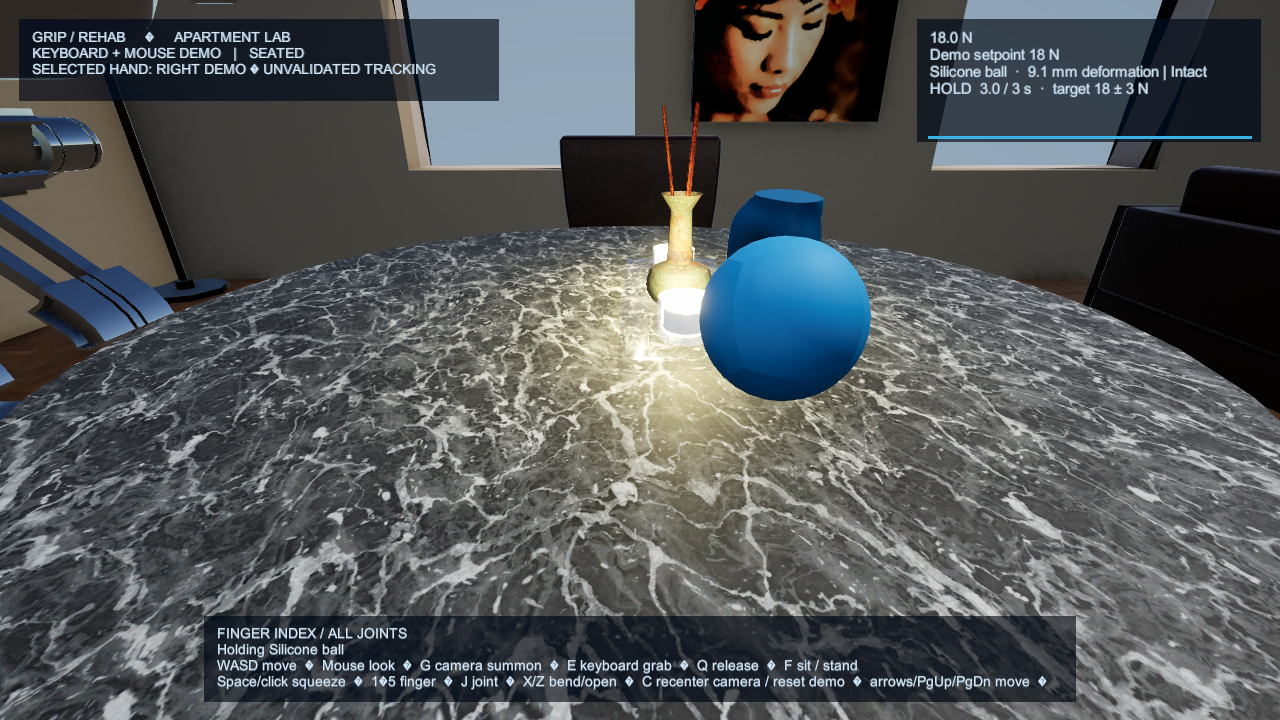 GRIP / REHAB � APARTMENT LAB
KEYBOARD + MOUSE DEMO | SEATED
SELECTED HAND: RIGHT DEMO � UNVALIDATED TRACKING
18.0 N
Demo setpoint 18 N
Silicone ball · 9.1 mm deformation | Intact
HOLD 3.0 / 3 s · target 18 ± 3 N
FINGER INDEX / ALL JOINTS
Holding Silicone ball
WASD move � Mouse look � G camera summon � E keyboard grab � Q release � F sit / stand
Space/click squeeze � 1�5 finger � J joint � X/Z bend/open � C recenter camera / reset demo � arrows/PgUp/PgDn move �